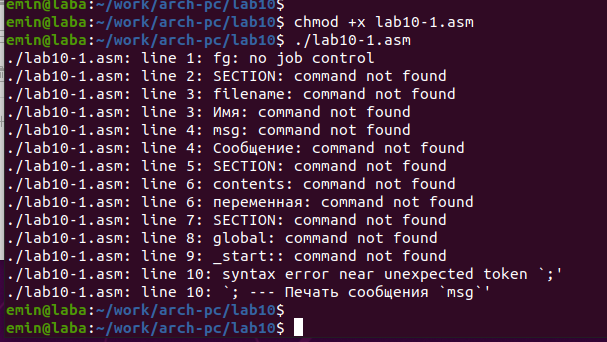 emin@laba:~/work/arch-pc/lab10$
emin@laba:~/work/arch-pc/lab10$ chmod +x lab10-1.asm
emin@laba:~/work/arch-pc/lab10$ ./lab10-1.asm
./lab10-1.asm: line 1: fg: no job control
./lab10-1.asm: line 2: SECTION: command not found
./lab10-1.asm: line 3: filename: command not found
./lab10-1.asm: line 3: Имя: command not found
./lab10-1.asm: line 4: msg: command not found
./lab10-1.asm: line 4: Сообщение: command not found
./lab10-1.asm: line 5: SECTION: command not found
./lab10-1.asm: line 6: contents: command not found
./lab10-1.asm: line 6: переменная: command not found
./lab10-1.asm: line 7: SECTION: command not found
./lab10-1.asm: line 8: global: command not found
./lab10-1.asm: line 9: _start:: command not found
./lab10-1.asm: line 10: syntax error near unexpected token `;'
./lab10-1.asm: line 10: `; --- Печать сообщения `msg`'
emin@laba:~/work/arch-pc/lab10$
emin@laba:~/work/arch-pc/lab10$